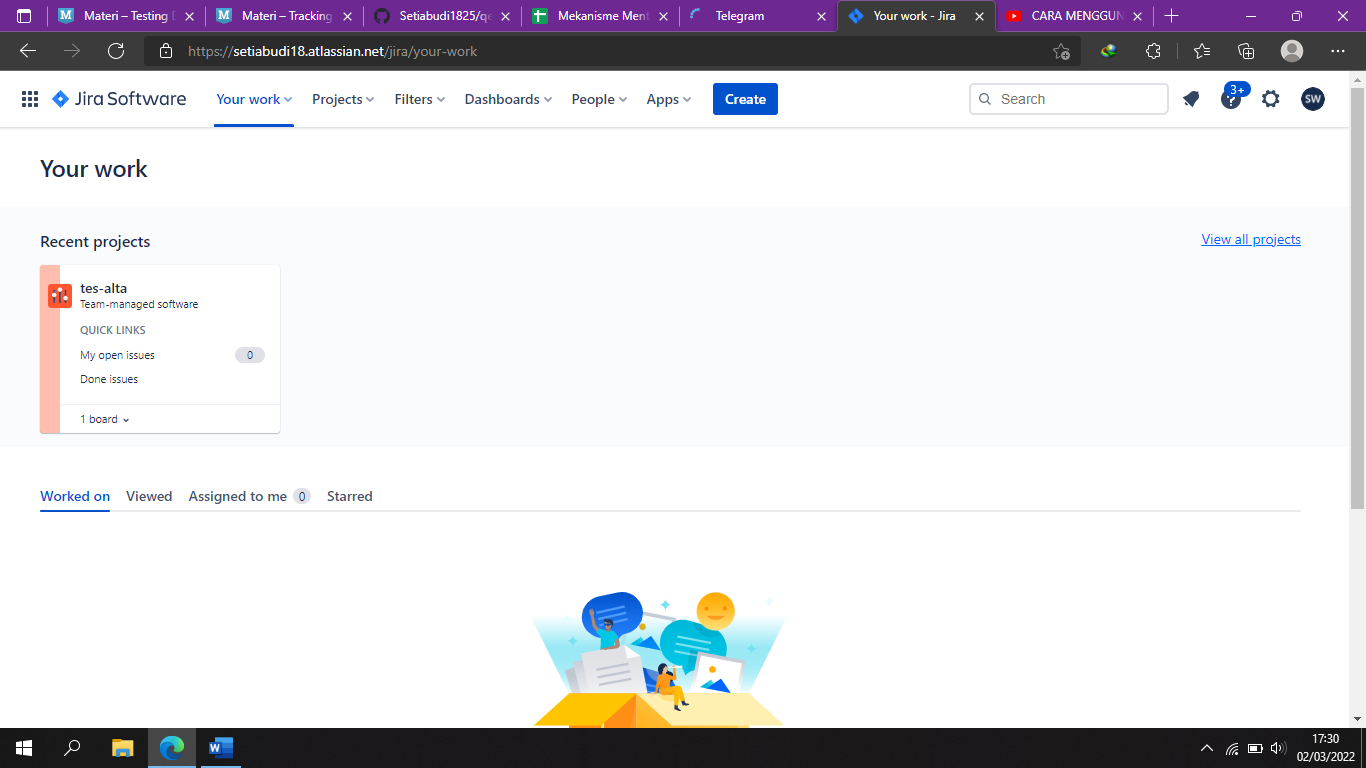 Materi – Testing D
Materi – Tracking
Setiabudi1825/qe
Mekanisme Ment
Telegram
Your work - Jira
CARA MENGGUN
https://setiabudi18.atlassian.net/jira/your-work
Jira Software
Your work
Projects
Filters
Dashboards
People
Apps
Create
Search
3+
SW
Your work
Recent projects
View all projects
tes-alta
Team-managed software
QUICK LINKS
My open issues 0
Done issues
1 board
Worked on
Viewed
Assigned to me 0
Starred
17:30
02/03/2022